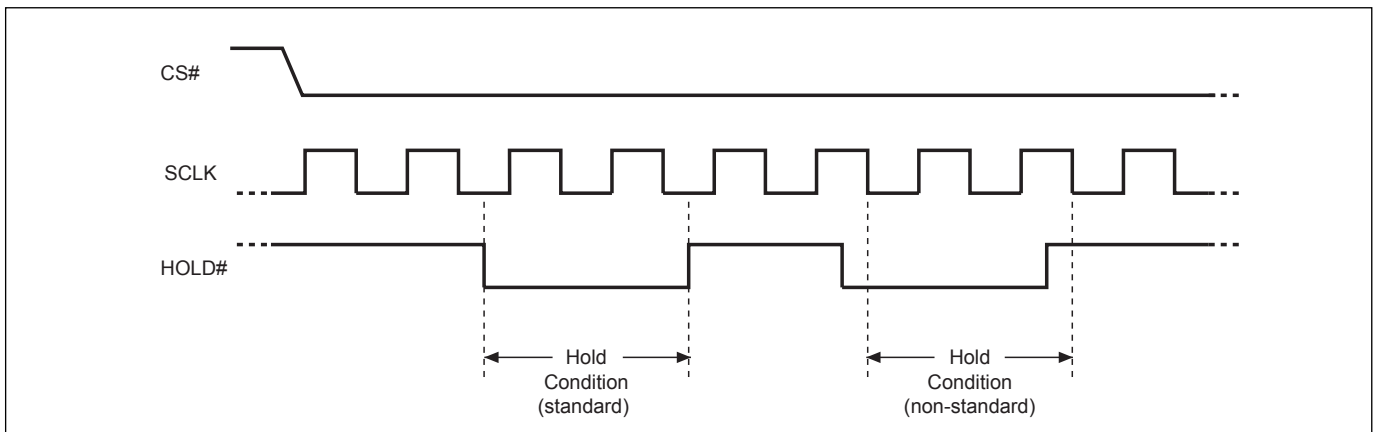 CS#
SCLK
HOLD#
Hold
Condition
(standard)
Hold
Condition
(non-standard)